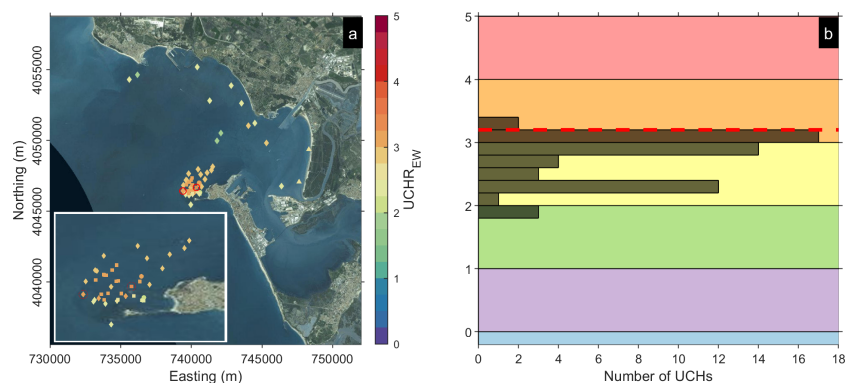 a
5
4
3
2
1
0
UCHR_EW
4055000
4050000
4045000
4040000
Northing (m)
730000 735000 740000 745000 750000
Easting (m)
b
5
4
3
2
1
0
0 2 4 6 8 10 12 14 16 18
Number of UCHs